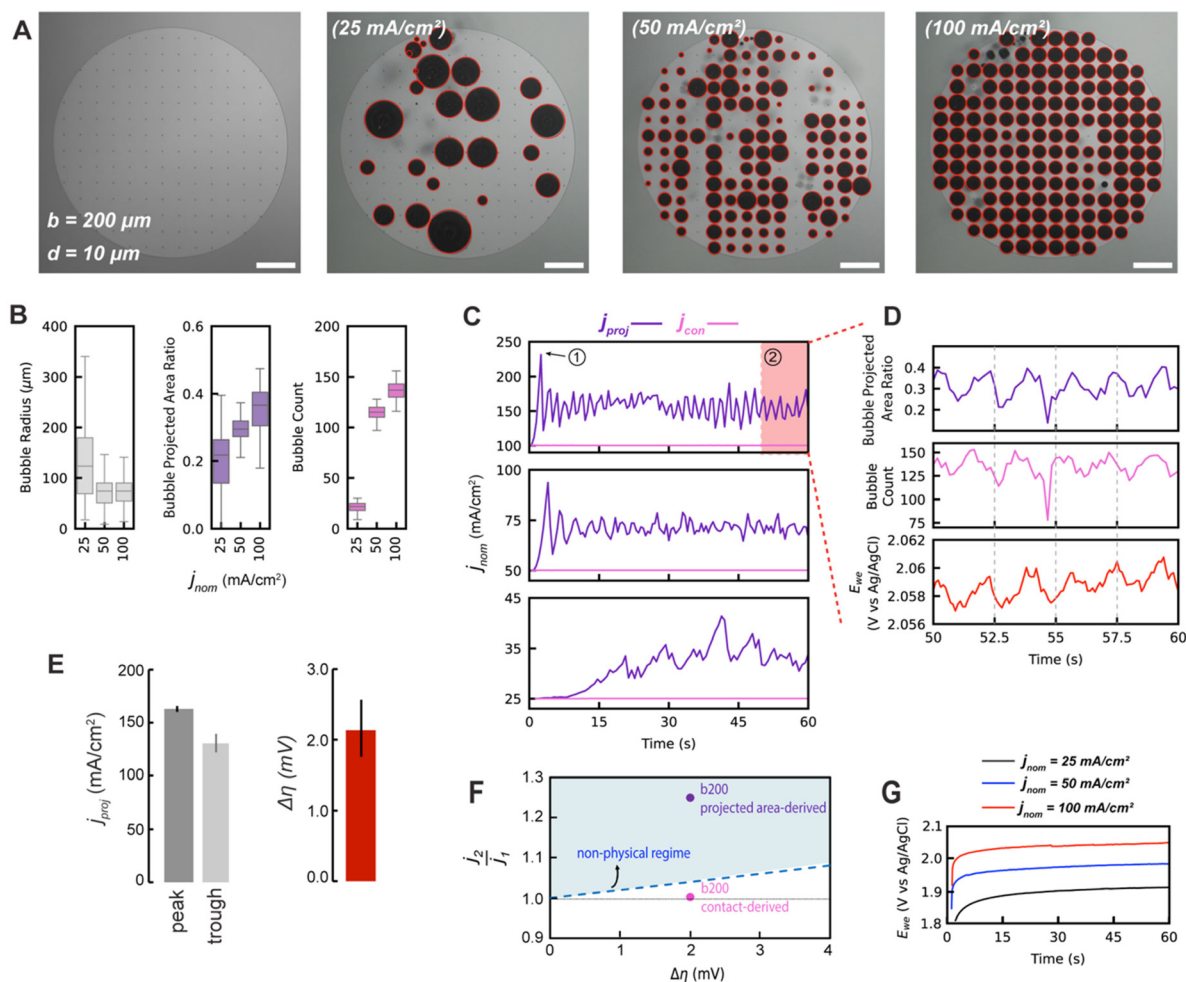 A
b = 200 µm
d = 10 µm
(25 mA/cm²)
(50 mA/cm²)
(100 mA/cm²)
B
Bubble Radius (µm)
400
300
200
100
0
25
50
100
Bubble Projected Area Ratio
0.6
0.4
0.2
0.0
25
50
100
Bubble Count
200
150
100
50
0
25
50
100
j_nom (mA/cm²)
C
j_proj
j_con
①
②
250
200
150
100
100
75
50
45
35
25
j_nom (mA/cm²)
0 15 30 45 60
Time (s)
D
Bubble Projected
Area Ratio
0.4
0.3
0.2
Bubble
Count
150
125
100
75
E_we
(V vs Ag/AgCl)
2.062
2.060
2.058
2.056
50 52.5 55 57.5 60
Time (s)
E
j_proj (mA/cm²)
200
150
100
50
0
peak
trough
Δη (mV)
3.0
2.0
1.0
0.0
F
j_2
j_1
1.3
1.2
1.1
1.0
0.9
b200
projected area-derived
non-physical regime
b200
contact-derived
0 1 2 3 4
Δη (mV)
G
j_nom = 25 mA/cm²
j_nom = 50 mA/cm²
j_nom = 100 mA/cm²
E_we (V vs Ag/AgCl)
2.1
2.0
1.9
1.8
0 15 30 45 60
Time (s)